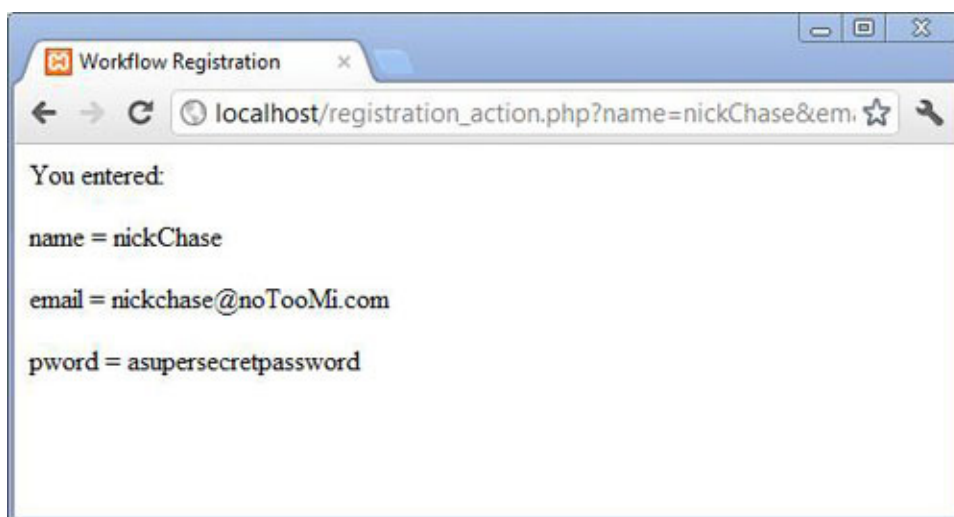 Workflow Registration
localhost/registration_action.php?name=nickChase&em
You entered:
name = nickChase
email = nickchase@noTooMi.com
pword = asupersecretpassword